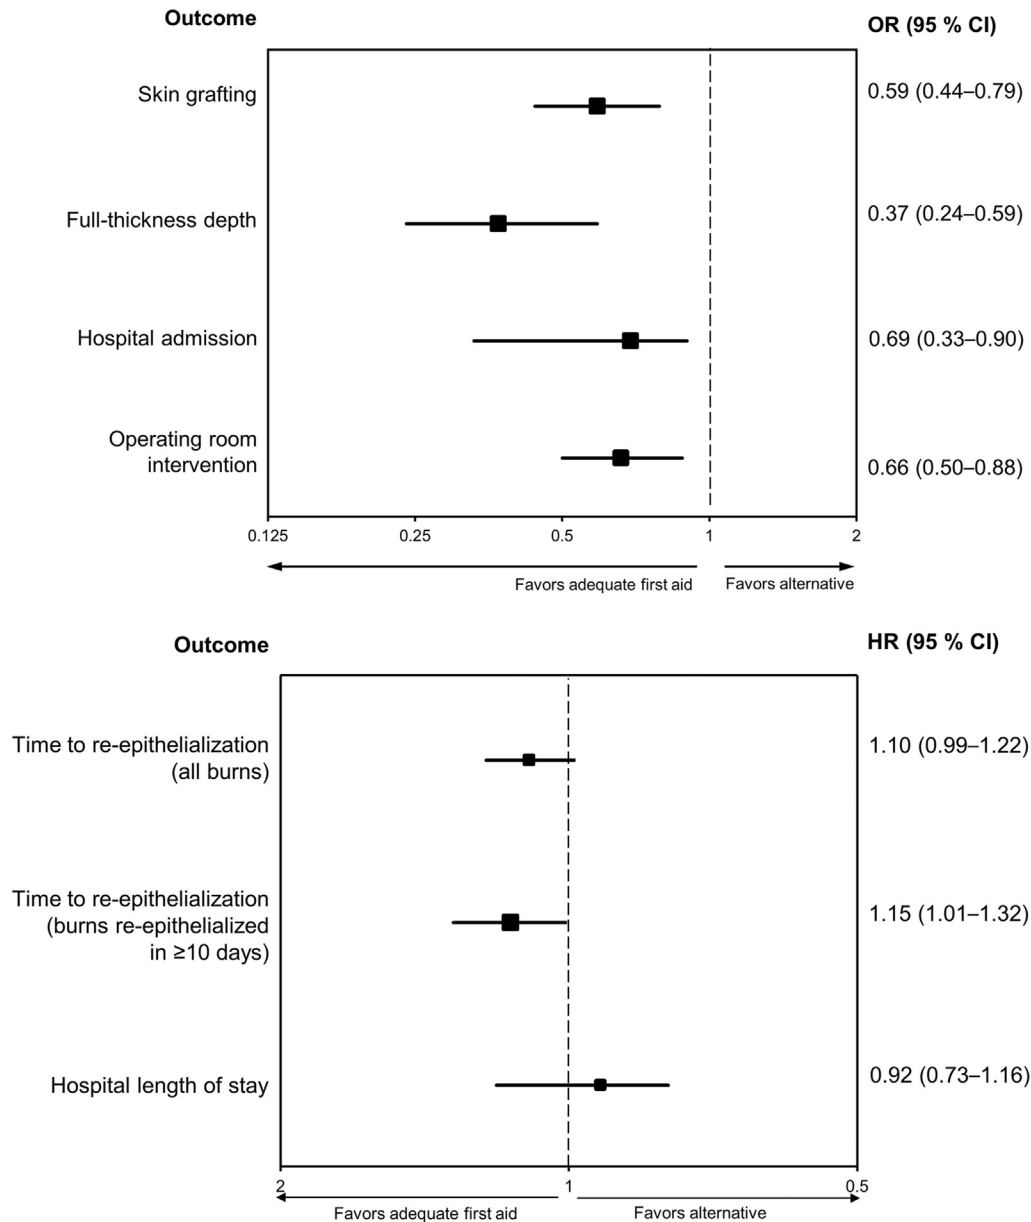 Outcome
OR (95 % CI)
Skin grafting
0.59 (0.44–0.79)
Full-thickness depth
0.37 (0.24–0.59)
Hospital admission
0.69 (0.33–0.90)
Operating room
intervention
0.66 (0.50–0.88)
0.125
0.25
0.5
1
2
Favors adequate first aid
Favors alternative
Outcome
HR (95 % CI)
Time to re-epithelialization
(all burns)
1.10 (0.99–1.22)
Time to re-epithelialization
(burns re-epithelialized
in ≥10 days)
1.15 (1.01–1.32)
Hospital length of stay
0.92 (0.73–1.16)
2
1
0.5
Favors adequate first aid
Favors alternative